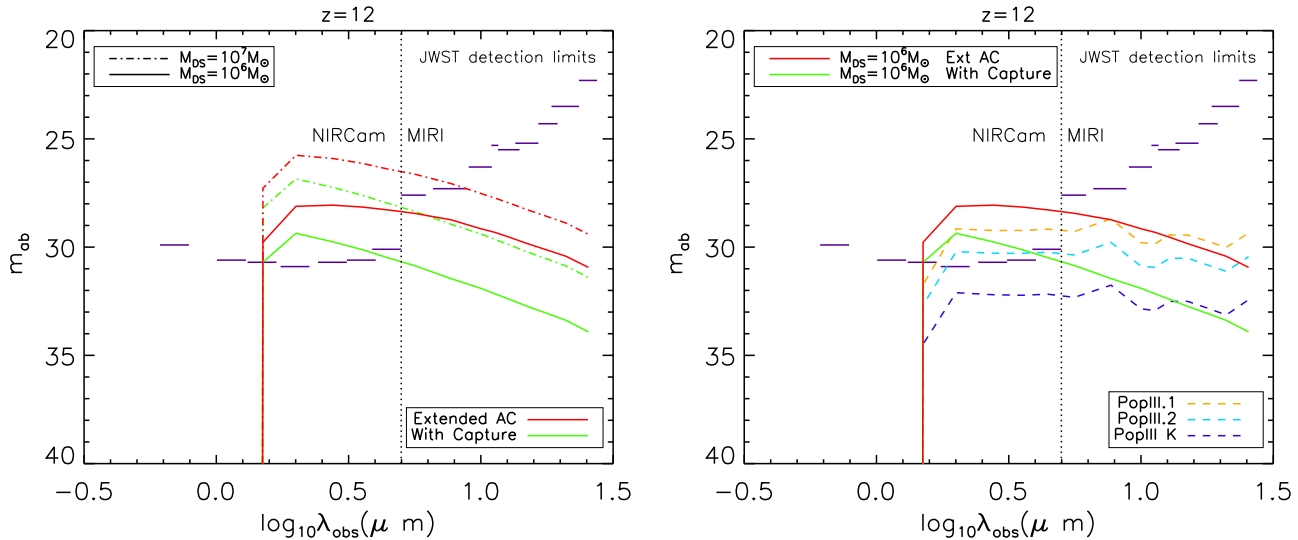 z=12
20
25
30
35
40
m_ab
M_DS=10^7M_⊙
M_DS=10^6M_⊙
JWST detection limits
NIRCam
MIRI
Extended AC
With Capture
−0.5
0.0
0.5
1.0
1.5
log_10λ_obs(μ m)
z=12
20
25
30
35
40
m_ab
M_DS=10^6M_⊙ Ext AC
M_DS=10^6M_⊙ With Capture
JWST detection limits
NIRCam
MIRI
PopIII.1
PopIII.2
PopIII K
−0.5
0.0
0.5
1.0
1.5
log_10λ_obs(μ m)